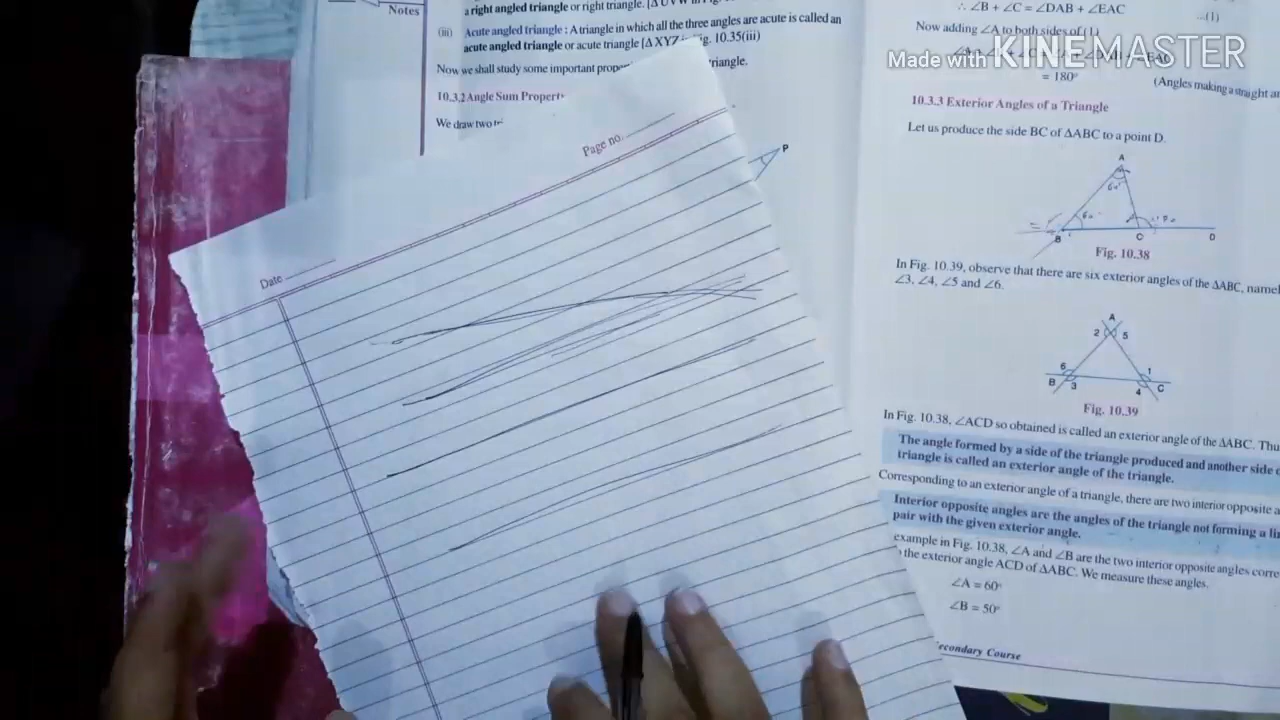 Notes
a right angled triangle or right triangle.
(ii) Acute angled triangle : A triangle in which all the three angles are acute is called an
acute angled triangle or acute triangle [Δ XYZ Fig. 10.35(iii)
Now we shall study some important riangle.
10.3.2 Angle Sum Property
We draw two
P
Date
Page no.
∴ ∠B + ∠C = ∠DAB + ∠EAC
...(1)
Now adding ∠A to both sides of (1)
Made with KINEMASTER
= 180°
(Angles making a straight
10.3.3 Exterior Angles of a Triangle
Let us produce the side BC of ΔABC to a point D.
A
60°
B C D
Fig. 10.38
In Fig. 10.39, observe that there are six exterior angles of the ΔABC,
∠3, ∠4, ∠5 and ∠6.
A
2 5
6 1
B 3 4 C
Fig. 10.39
In Fig. 10.38, ∠ACD so obtained is called an exterior angle of the ΔABC. Thu
The angle formed by a side of the triangle produced and another side
triangle is called an exterior angle of the triangle.
Corresponding to an exterior angle of a triangle, there are two interior opposite
Interior opposite angles are the angles of the triangle not forming a
pair with the given exterior angle.
example in Fig. 10.38, ∠A and ∠B are the two interior opposite angles
the exterior angle ACD of ΔABC. We measure these angles.
∠A = 60°
∠B = 50°
econdary Course